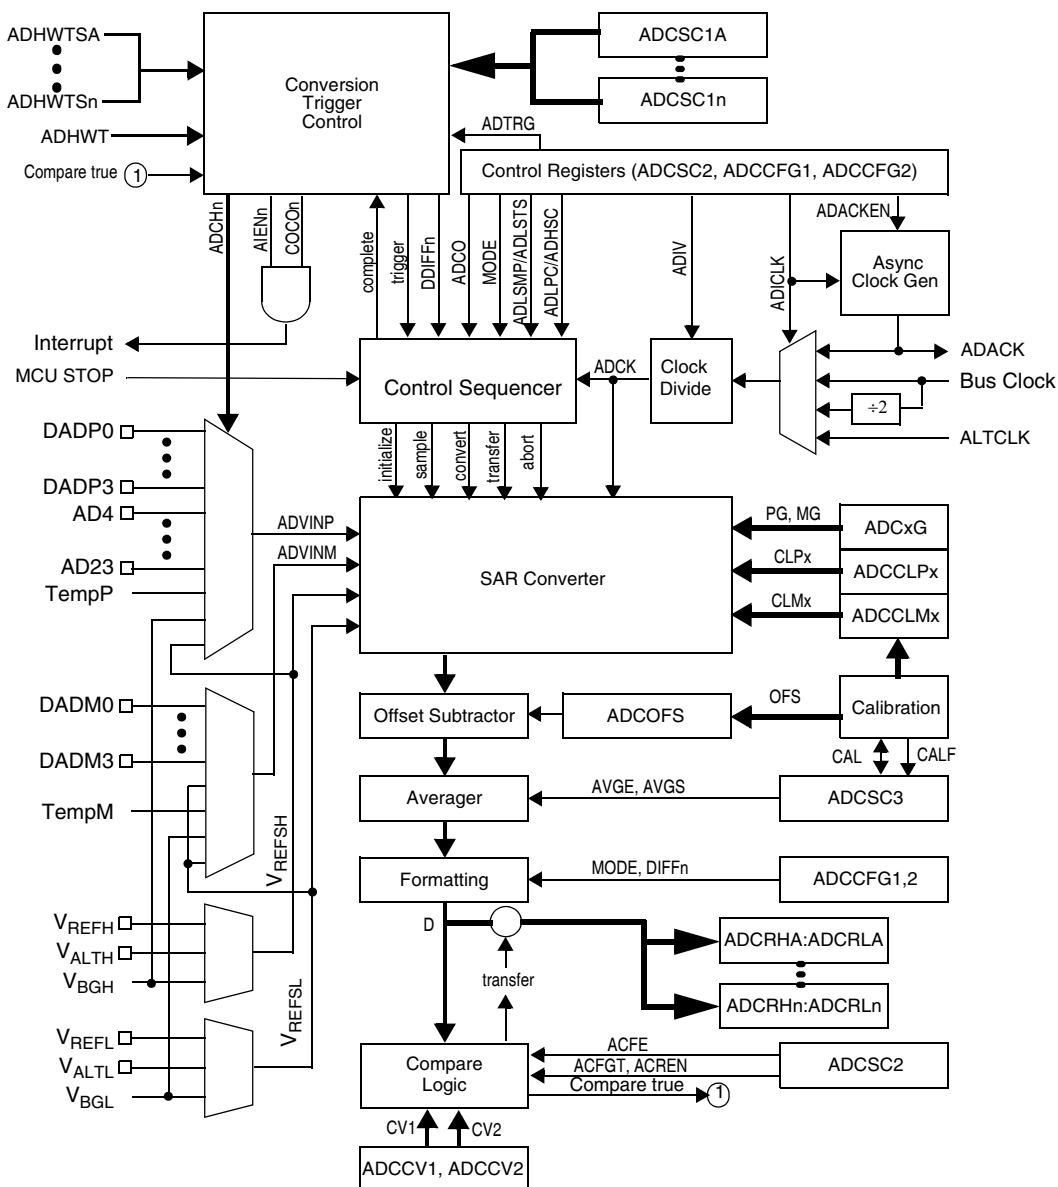 ADHWTSA
ADHWTSn
ADHWT
Compare true 1
Conversion
Trigger
Control
ADCSC1A
ADCSC1n
ADTRG
Control Registers (ADCSC2, ADCCFG1, ADCCFG2)
ADCHn
AIENn
COCOn
complete
trigger
DDIFFn
ADCO
MODE
ADLSMP/ADLSTS
ADLPC/ADHSC
ADIV
ADICLK
ADACKEN
Async
Clock Gen
Interrupt
MCU STOP
Control Sequencer
ADCK
Clock
Divide
÷2
ADACK
Bus Clock
ALTCLK
initialize
sample
convert
transfer
abort
DADP0
DADP3
AD4
AD23
TempP
ADVINP
ADVINM
SAR Converter
PG, MG
CLPx
CLMx
ADCxG
ADCCLPx
ADCCLMx
DADM0
DADM3
TempM
Offset Subtractor
ADCOFS
OFS
Calibration
CAL
CALF
Averager
AVGE, AVGS
ADCSC3
Formatting
MODE, DIFFn
ADCCFG1,2
VREFSH
VREFSL
VREFH
VALTH
VBGH
VREFL
VALTL
VBGL
D
transfer
ADCRHA:ADCRLA
ADCRHn:ADCRLn
Compare
Logic
ACFE
ACFGT, ACREN
Compare true
1
ADCSC2
CV1
CV2
ADCCV1, ADCCV2